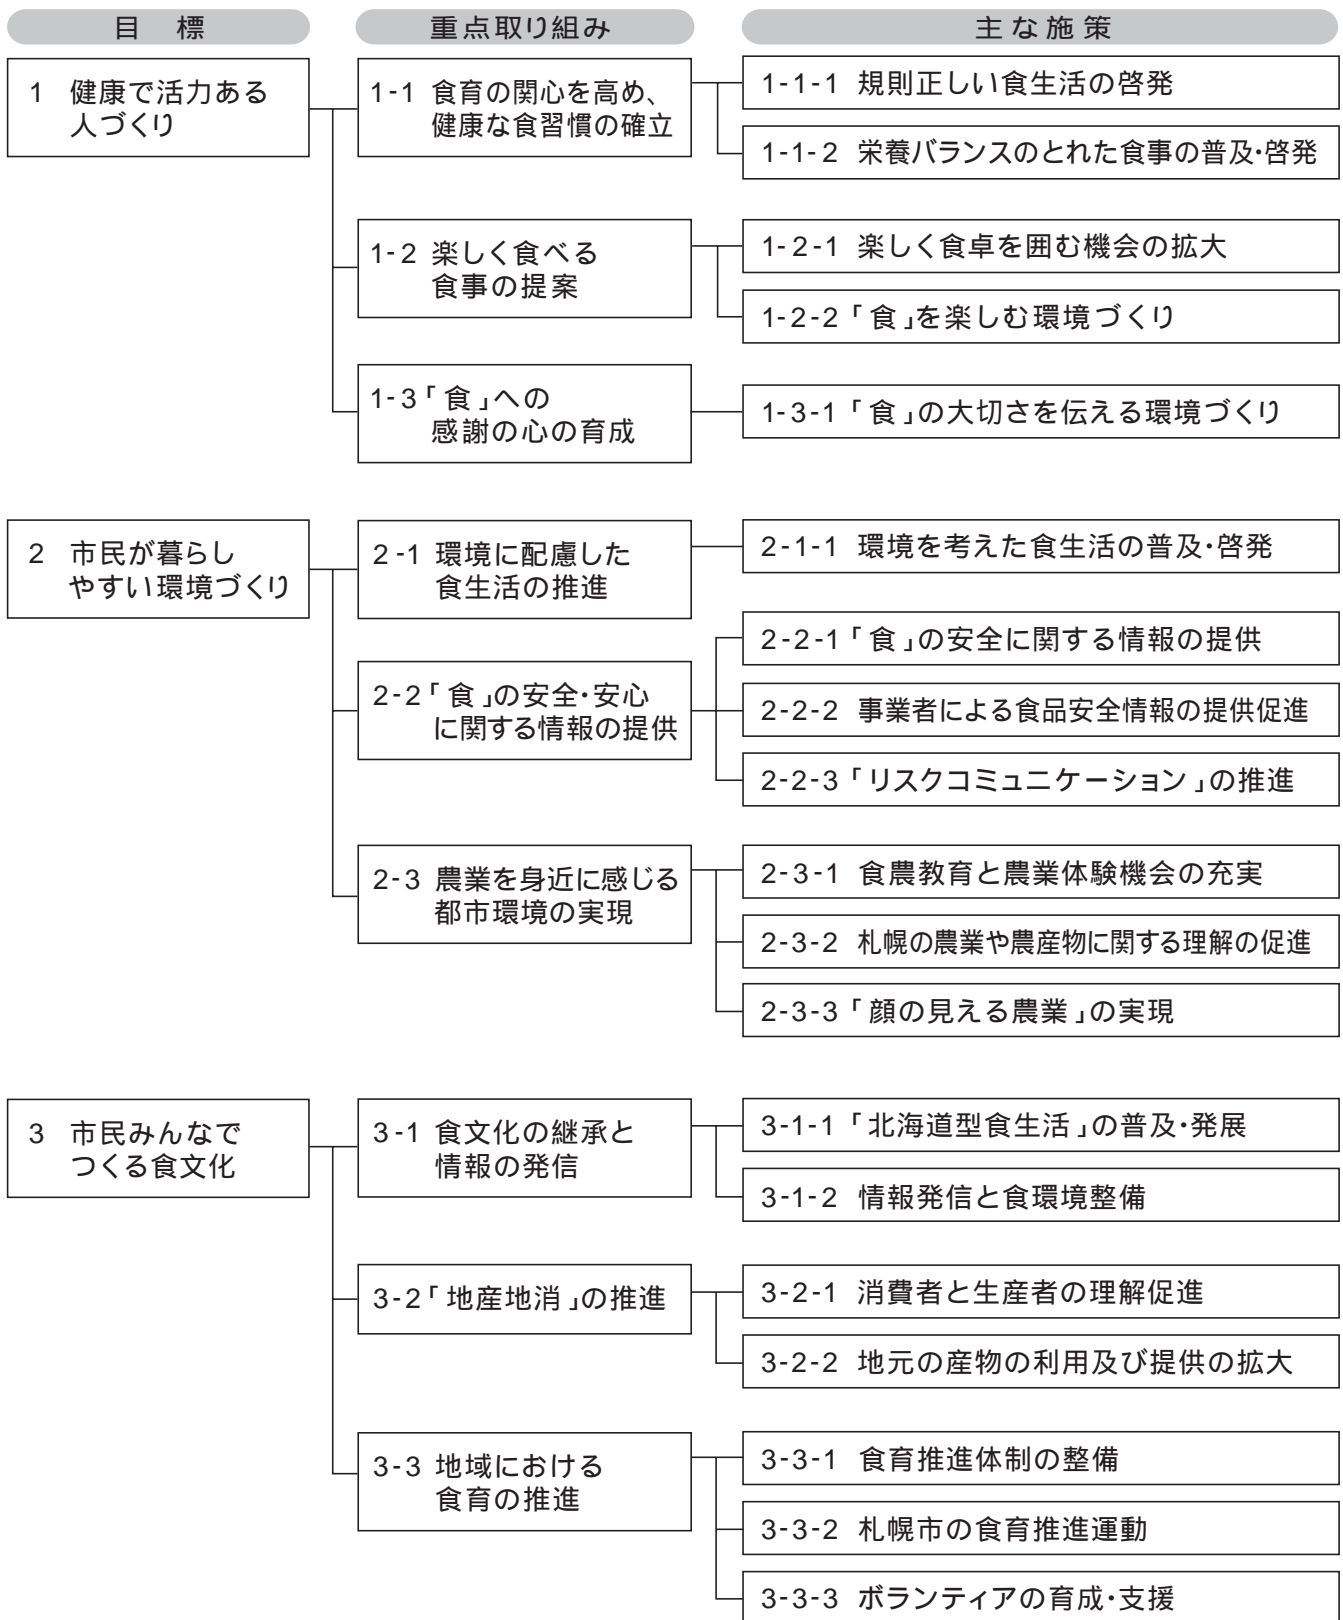 目 標
重点取り組み
主な施策
1 健康で活力ある
人づくり
1-1 食育の関心を高め、
健康な食習慣の確立
1-1-1 規則正しい食生活の啓発
1-1-2 栄養バランスのとれた食事の普及・啓発
1-2 楽しく食べる
食事の提案
1-2-1 楽しく食卓を囲む機会の拡大
1-2-2「食」を楽しむ環境づくり
1-3「食」への
感謝の心の育成
1-3-1「食」の大切さを伝える環境づくり
2 市民が暮らし
やすい環境づくり
2-1 環境に配慮した
食生活の推進
2-1-1 環境を考えた食生活の普及・啓発
2-2「食」の安全・安心
に関する情報の提供
2-2-1「食」の安全に関する情報の提供
2-2-2 事業者による食品安全情報の提供促進
2-2-3「リスクコミュニケーション」の推進
2-3 農業を身近に感じる
都市環境の実現
2-3-1 食農教育と農業体験機会の充実
2-3-2 札幌の農業や農産物に関する理解の促進
2-3-3「顔の見える農業」の実現
3 市民みんなで
つくる食文化
3-1 食文化の継承と
情報の発信
3-1-1「北海道型食生活」の普及・発展
3-1-2 情報発信と食環境整備
3-2「地産地消」の推進
3-2-1 消費者と生産者の理解促進
3-2-2 地元の産物の利用及び提供の拡大
3-3 地域における
食育の推進
3-3-1 食育推進体制の整備
3-3-2 札幌市の食育推進運動
3-3-3 ボランティアの育成・支援